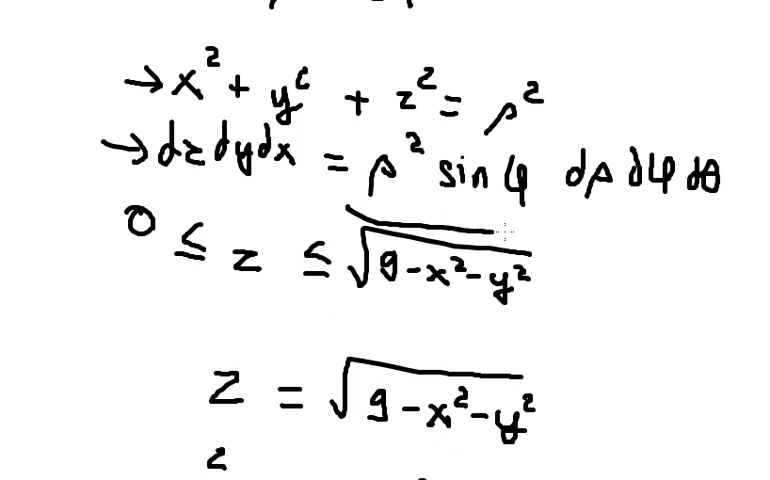 → x² + y² + z² = ρ²
→ dz dy dx = ρ² sin φ dρ dφ dθ
0 ≤ z ≤ √(9-x²-y²)
z = √(9-x²-y²)